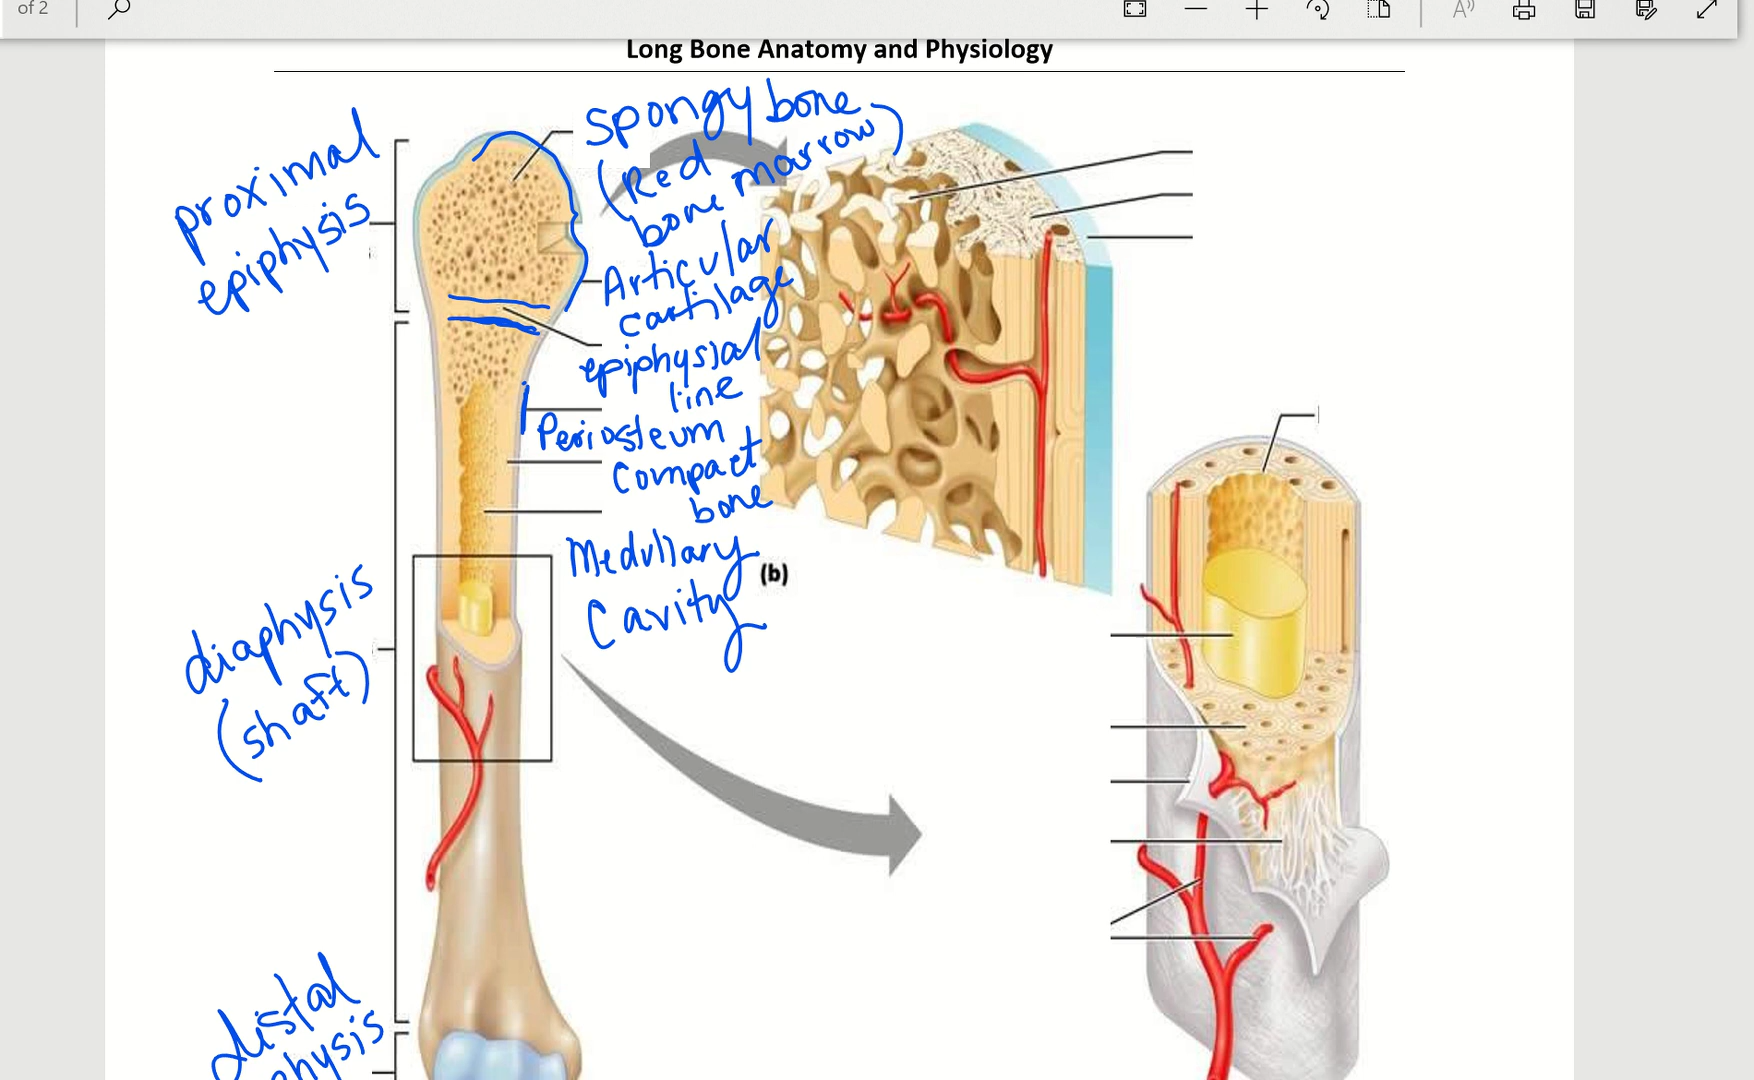 of 2
Long Bone Anatomy and Physiology
proximal
epiphysis
spongy bone
(Red
bone marrow)
Articular
cartilage
epiphysial
line
Periosteum
Compact
bone
Medullary
Cavity
(b)
diaphysis
(shaft)
distal
physis